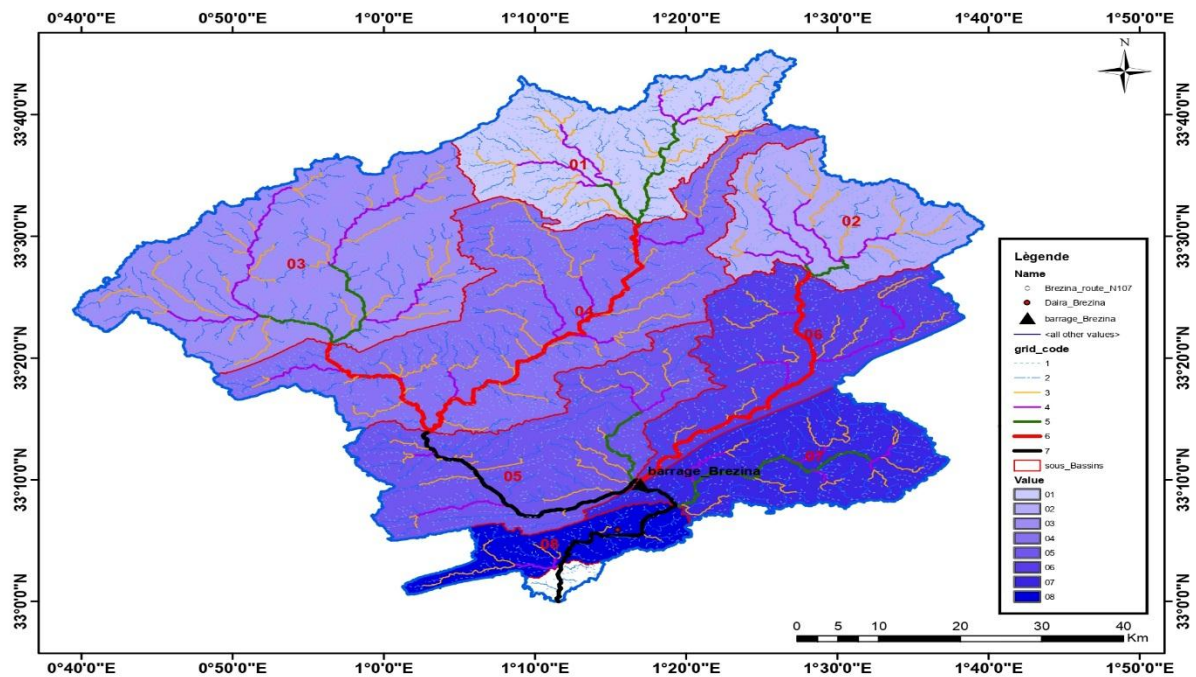 0°40'0"E 0°50'0"E 1°0'0"E 1°10'0"E 1°20'0"E 1°30'0"E 1°40'0"E 1°50'0"E
N
33°40'0"N 33°40'0"N
01
02
33°30'0"N 33°30'0"N
03
04
06
33°20'0"N 33°20'0"N
07
barrage_Brezina
05
33°10'0"N 33°10'0"N
08
33°0'0"N 33°0'0"N
Lègende
Name
Brezina_route_N107
Daira_Brezina
barrage_Brezina
<all other values>
grid_code
1
2
3
4
5
6
7
sous_Bassins
Value
01
02
03
04
05
06
07
08
0 5 10 20 30 40
Km
0°40'0"E 0°50'0"E 1°0'0"E 1°10'0"E 1°20'0"E 1°30'0"E 1°40'0"E 1°50'0"E